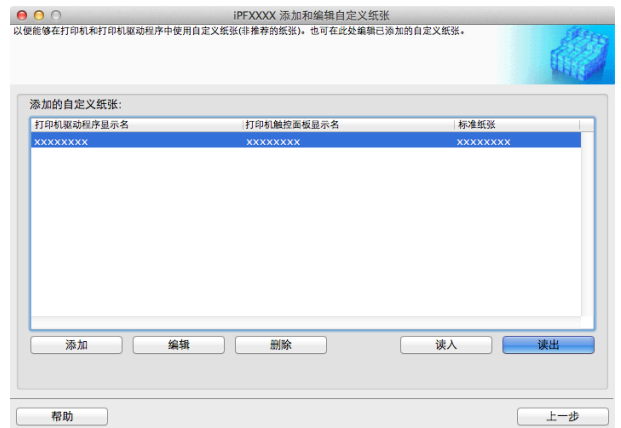 iPFXXXX 添加和编辑自定义纸张
以便能够在打印机和打印机驱动程序中使用自定义纸张(非推荐的纸张)。也可在此处编辑已添加的自定义纸张。
添加的自定义纸张:
打印机驱动程序显示名 打印机触控面板显示名 标准纸张
XXXXXXXX XXXXXXXX XXXXXXXX
添加 编辑 删除 读入 读出
帮助 上一步